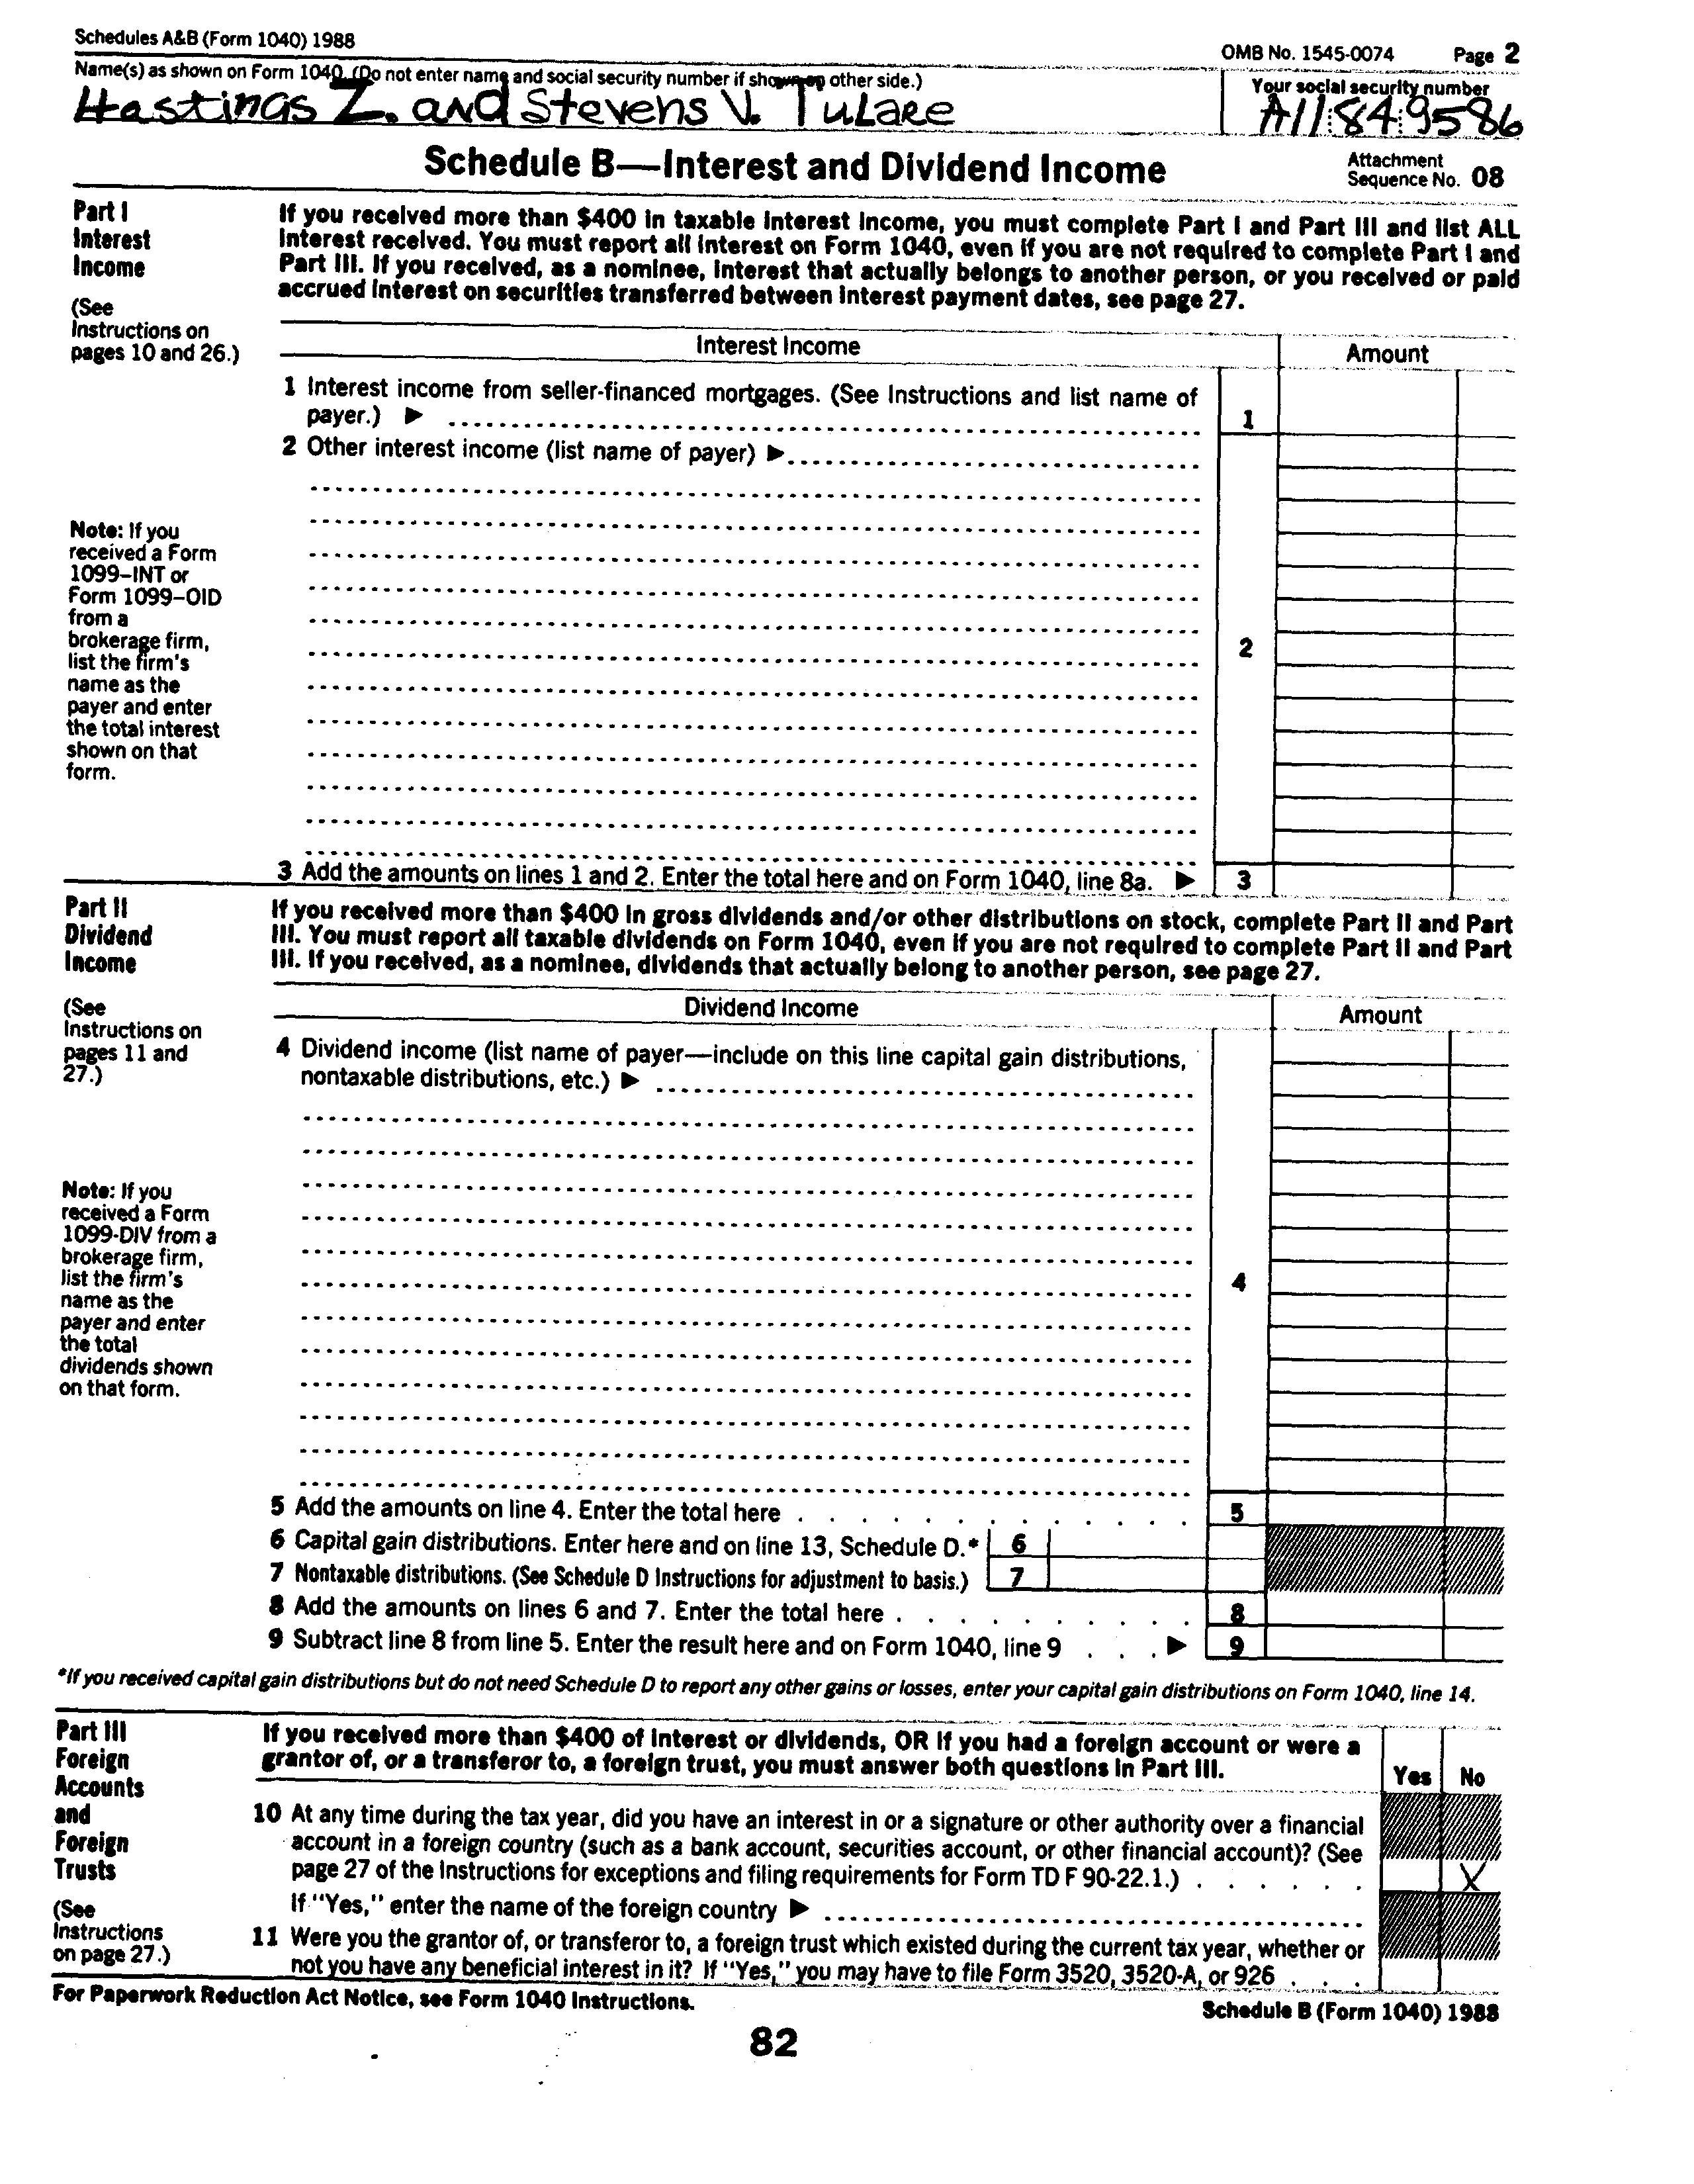 Schedules A&B (Form 1040) 1988
OMB No. 1545-0074 Page 2
Name(s) as shown on Form 1040 (Do not enter name and social security number if shown on other side.)
Your social security number
Hastings Z. and Stevens V. Tulare
A11 84 9586
Schedule B—Interest and Dividend Income
Attachment
Sequence No. 08
Part I
Interest
Income
(See
Instructions on
pages 10 and 26.)
If you received more than $400 in taxable interest income, you must complete Part I and Part III and list ALL
interest received. You must report all interest on Form 1040, even if you are not required to complete Part I and
Part III. If you received, as a nominee, interest that actually belongs to another person, or you received or paid
accrued interest on securities transferred between interest payment dates, see page 27.
Interest Income
Amount
1 Interest income from seller-financed mortgages. (See Instructions and list name of
payer.) ▶
1
2 Other interest income (list name of payer) ▶
Note: If you
received a Form
1099–INT or
Form 1099–OID
from a
brokerage firm,
list the firm's
name as the
payer and enter
the total interest
shown on that
form.
2
3 Add the amounts on lines 1 and 2. Enter the total here and on Form 1040, line 8a. ▶ 3
Part II
Dividend
Income
(See
Instructions on
pages 11 and
27.)
If you received more than $400 in gross dividends and/or other distributions on stock, complete Part II and Part
III. You must report all taxable dividends on Form 1040, even if you are not required to complete Part II and Part
III. If you received, as a nominee, dividends that actually belong to another person, see page 27.
Dividend Income
Amount
4 Dividend income (list name of payer—include on this line capital gain distributions,
nontaxable distributions, etc.) ▶
Note: If you
received a Form
1099-DIV from a
brokerage firm,
list the firm's
name as the
payer and enter
the total
dividends shown
on that form.
4
5 Add the amounts on line 4. Enter the total here . . . . . . . . . . . . . 5
6 Capital gain distributions. Enter here and on line 13, Schedule D.* 6
7 Nontaxable distributions. (See Schedule D Instructions for adjustment to basis.) 7
8 Add the amounts on lines 6 and 7. Enter the total here . . . . . . . . . . 8
9 Subtract line 8 from line 5. Enter the result here and on Form 1040, line 9 . . . ▶ 9
*If you received capital gain distributions but do not need Schedule D to report any other gains or losses, enter your capital gain distributions on Form 1040, line 14.
Part III
Foreign
Accounts
and
Foreign
Trusts
(See
Instructions
on page 27.)
If you received more than $400 of interest or dividends, OR if you had a foreign account or were a
grantor of, or a transferor to, a foreign trust, you must answer both questions in Part III.
Yes No
10 At any time during the tax year, did you have an interest in or a signature or other authority over a financial
account in a foreign country (such as a bank account, securities account, or other financial account)? (See
page 27 of the Instructions for exceptions and filing requirements for Form TD F 90-22.1.) . . . . . . X
If "Yes," enter the name of the foreign country ▶
11 Were you the grantor of, or transferor to, a foreign trust which existed during the current tax year, whether or
not you have any beneficial interest in it? If "Yes," you may have to file Form 3520, 3520-A, or 926 . . .
For Paperwork Reduction Act Notice, see Form 1040 Instructions.
Schedule B (Form 1040) 1988
82